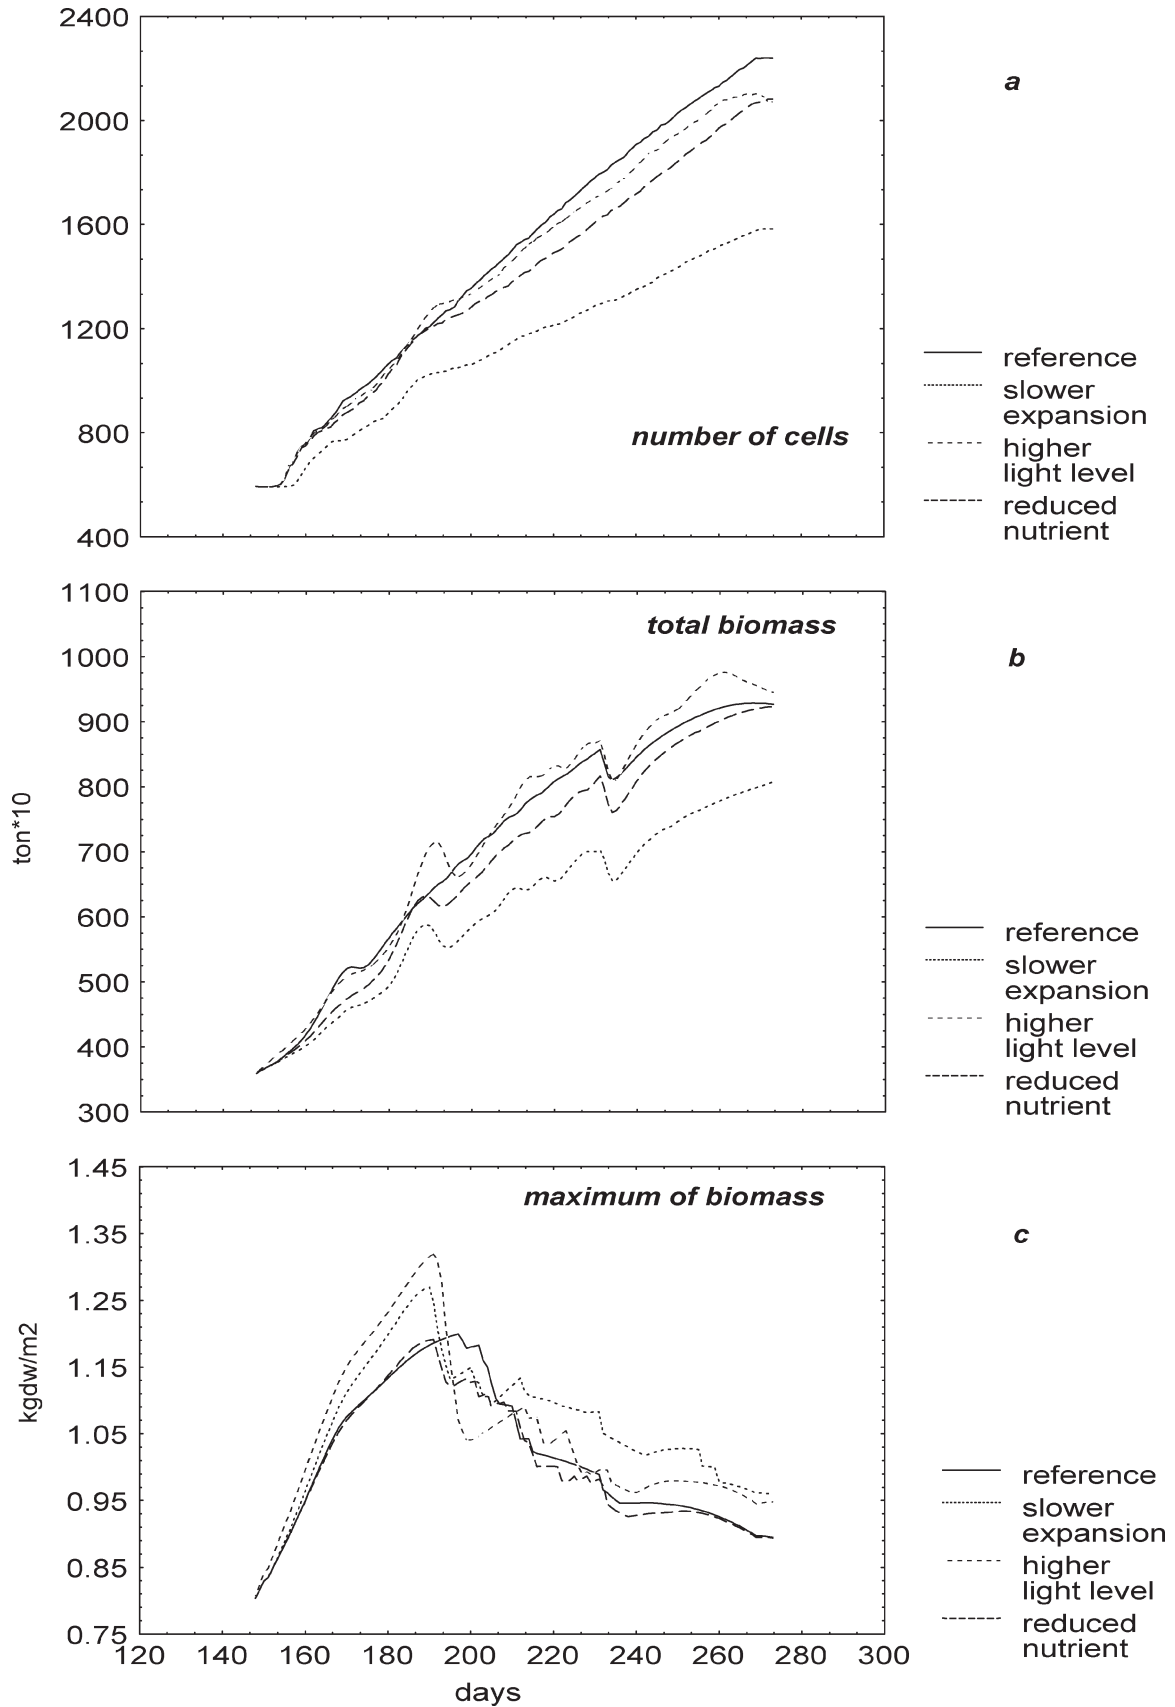 2400
2000
1600
1200
800
400
a
number of cells
reference
slower
expansion
higher
light level
reduced
nutrient
1100
1000
900
800
700
600
500
400
300
ton*10
total biomass
b
reference
slower
expansion
higher
light level
reduced
nutrient
1.45
1.35
1.25
1.15
1.05
0.95
0.85
0.75
kgdw/m2
maximum of biomass
c
reference
slower
expansion
higher
light level
reduced
nutrient
120 140 160 180 200 220 240 260 280 300
days